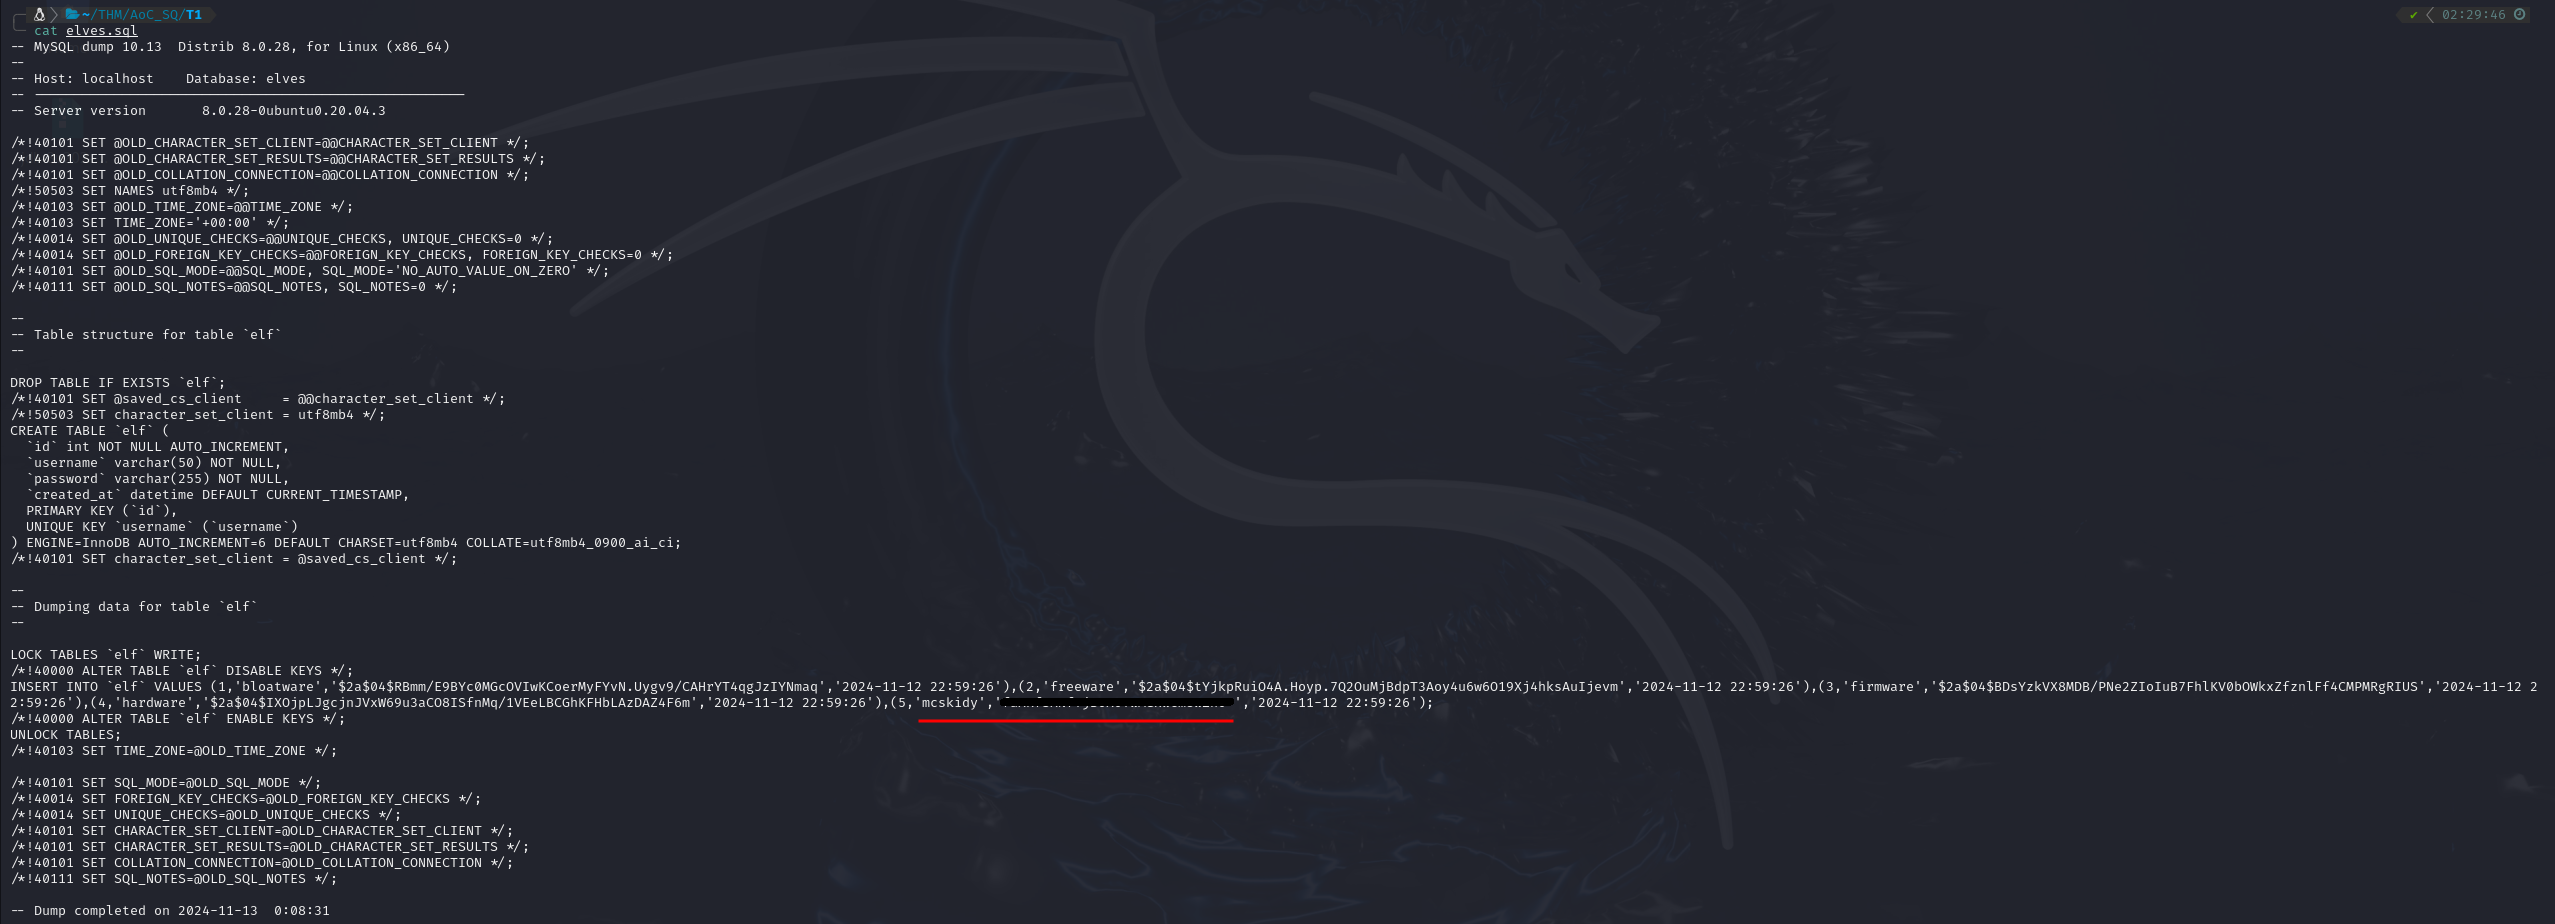 ~/THM/AoC_SQ/T1
02:29:46
cat elves.sql
-- MySQL dump 10.13  Distrib 8.0.28, for Linux (x86_64)
--
-- Host: localhost    Database: elves
-- ------------------------------------------------------
-- Server version       8.0.28-0ubuntu0.20.04.3
/*!40101 SET @OLD_CHARACTER_SET_CLIENT=@@CHARACTER_SET_CLIENT */;
/*!40101 SET @OLD_CHARACTER_SET_RESULTS=@@CHARACTER_SET_RESULTS */;
/*!40101 SET @OLD_COLLATION_CONNECTION=@@COLLATION_CONNECTION */;
/*!50503 SET NAMES utf8mb4 */;
/*!40103 SET @OLD_TIME_ZONE=@@TIME_ZONE */;
/*!40103 SET TIME_ZONE='+00:00' */;
/*!40014 SET @OLD_UNIQUE_CHECKS=@@UNIQUE_CHECKS, UNIQUE_CHECKS=0 */;
/*!40014 SET @OLD_FOREIGN_KEY_CHECKS=@@FOREIGN_KEY_CHECKS, FOREIGN_KEY_CHECKS=0 */;
/*!40101 SET @OLD_SQL_MODE=@@SQL_MODE, SQL_MODE='NO_AUTO_VALUE_ON_ZERO' */;
/*!40111 SET @OLD_SQL_NOTES=@@SQL_NOTES, SQL_NOTES=0 */;
--
-- Table structure for table `elf`
--
DROP TABLE IF EXISTS `elf`;
/*!40101 SET @saved_cs_client     = @@character_set_client */;
/*!50503 SET character_set_client = utf8mb4 */;
CREATE TABLE `elf` (
  `id` int NOT NULL AUTO_INCREMENT,
  `username` varchar(50) NOT NULL,
  `password` varchar(255) NOT NULL,
  `created_at` datetime DEFAULT CURRENT_TIMESTAMP,
  PRIMARY KEY (`id`),
  UNIQUE KEY `username` (`username`)
) ENGINE=InnoDB AUTO_INCREMENT=6 DEFAULT CHARSET=utf8mb4 COLLATE=utf8mb4_0900_ai_ci;
/*!40101 SET character_set_client = @saved_cs_client */;
--
-- Dumping data for table `elf`
--
LOCK TABLES `elf` WRITE;
/*!40000 ALTER TABLE `elf` DISABLE KEYS */;
INSERT INTO `elf` VALUES (1,'bloatware','$2a$04$RBmm/E9BYc0MGcOVIwKCoerMyFYvN.Uygv9/CAHrYT4qgJzIYNmaq','2024-11-12 22:59:26'),(2,'freeware','$2a$04$tYjkpRuiO4A.Hoyp.7Q2OuMjBdpT3Aoy4u6w6O19Xj4hksAuIjevm','2024-11-12 22:59:26'),(3,'firmware','$2a$04$BDsYzkVX8MDB/PNe2ZIoIuB7FhlKV0bOWkxZfznlFf4CMPMRgRIUS','2024-11-12 2
2:59:26'),(4,'hardware','$2a$04$IXOjpLJgcjnJVxW69u3aCO8ISfnMq/1VEeLBCGhKFHbLAzDAZ4F6m','2024-11-12 22:59:26'),(5,'mcskidy',' ','2024-11-12 22:59:26');
/*!40000 ALTER TABLE `elf` ENABLE KEYS */;
UNLOCK TABLES;
/*!40103 SET TIME_ZONE=@OLD_TIME_ZONE */;
/*!40101 SET SQL_MODE=@OLD_SQL_MODE */;
/*!40014 SET FOREIGN_KEY_CHECKS=@OLD_FOREIGN_KEY_CHECKS */;
/*!40014 SET UNIQUE_CHECKS=@OLD_UNIQUE_CHECKS */;
/*!40101 SET CHARACTER_SET_CLIENT=@OLD_CHARACTER_SET_CLIENT */;
/*!40101 SET CHARACTER_SET_RESULTS=@OLD_CHARACTER_SET_RESULTS */;
/*!40101 SET COLLATION_CONNECTION=@OLD_COLLATION_CONNECTION */;
/*!40111 SET SQL_NOTES=@OLD_SQL_NOTES */;
-- Dump completed on 2024-11-13  0:08:31